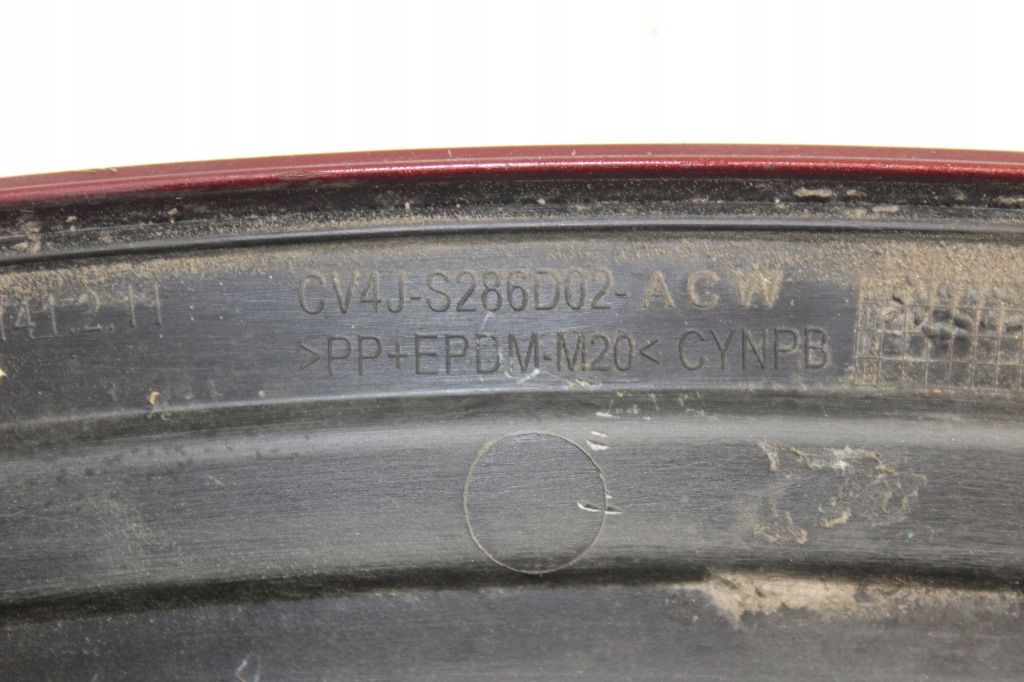 CV4J-S286D02-ACW
>PP+EPDM-M20< CYNPB